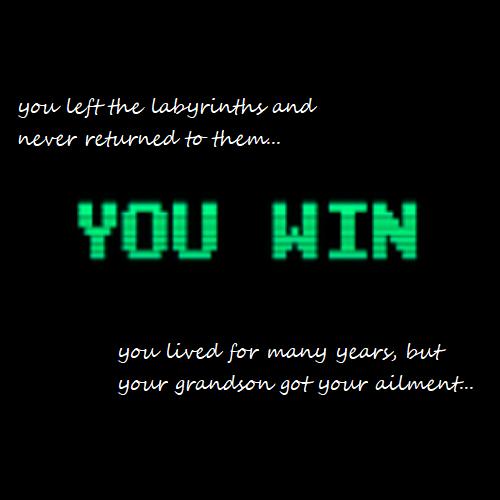 you left the labyrinths and
never returned to them...
YOU WIN
you lived for many years, but
your grandson got your ailment...